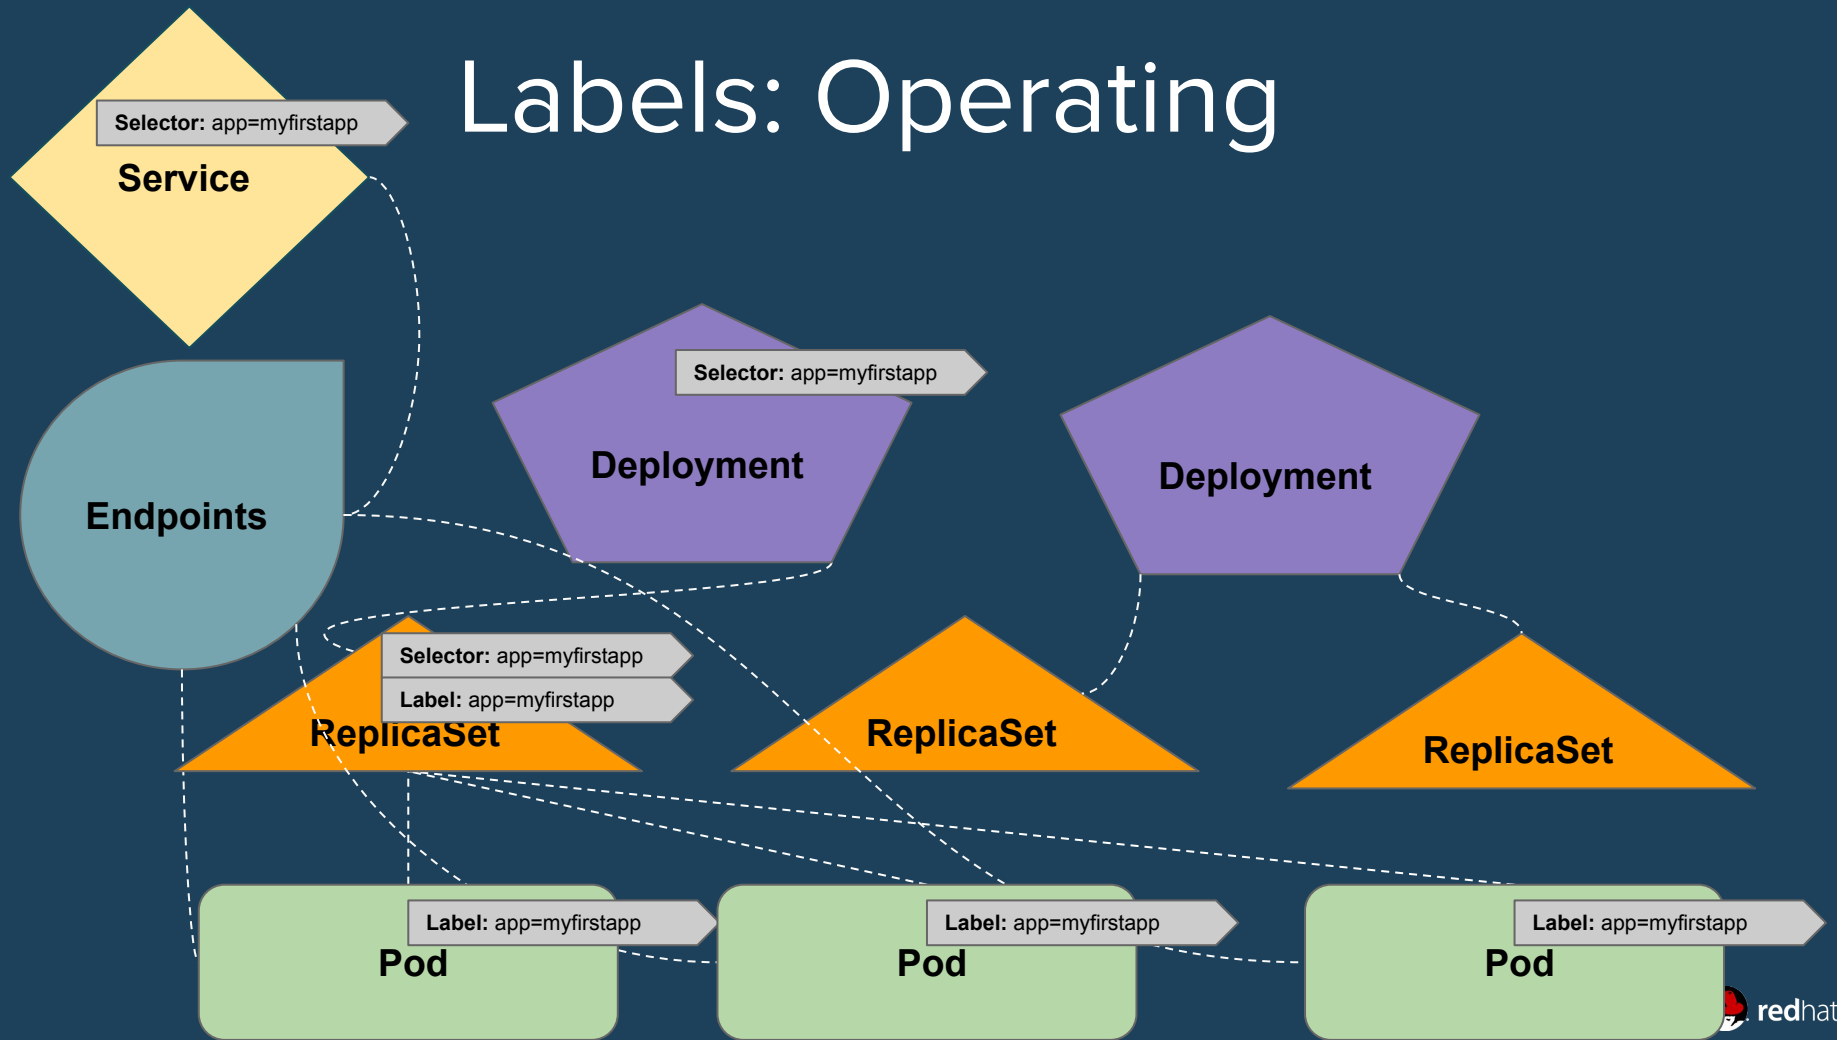 Labels: Operating
Selector: app=myfirstapp
Service
Selector: app=myfirstapp
Deployment
Deployment
Endpoints
Selector: app=myfirstapp
Label: app=myfirstapp
ReplicaSet
ReplicaSet
ReplicaSet
Label: app=myfirstapp
Pod
Label: app=myfirstapp
Pod
Label: app=myfirstapp
Pod
redhat